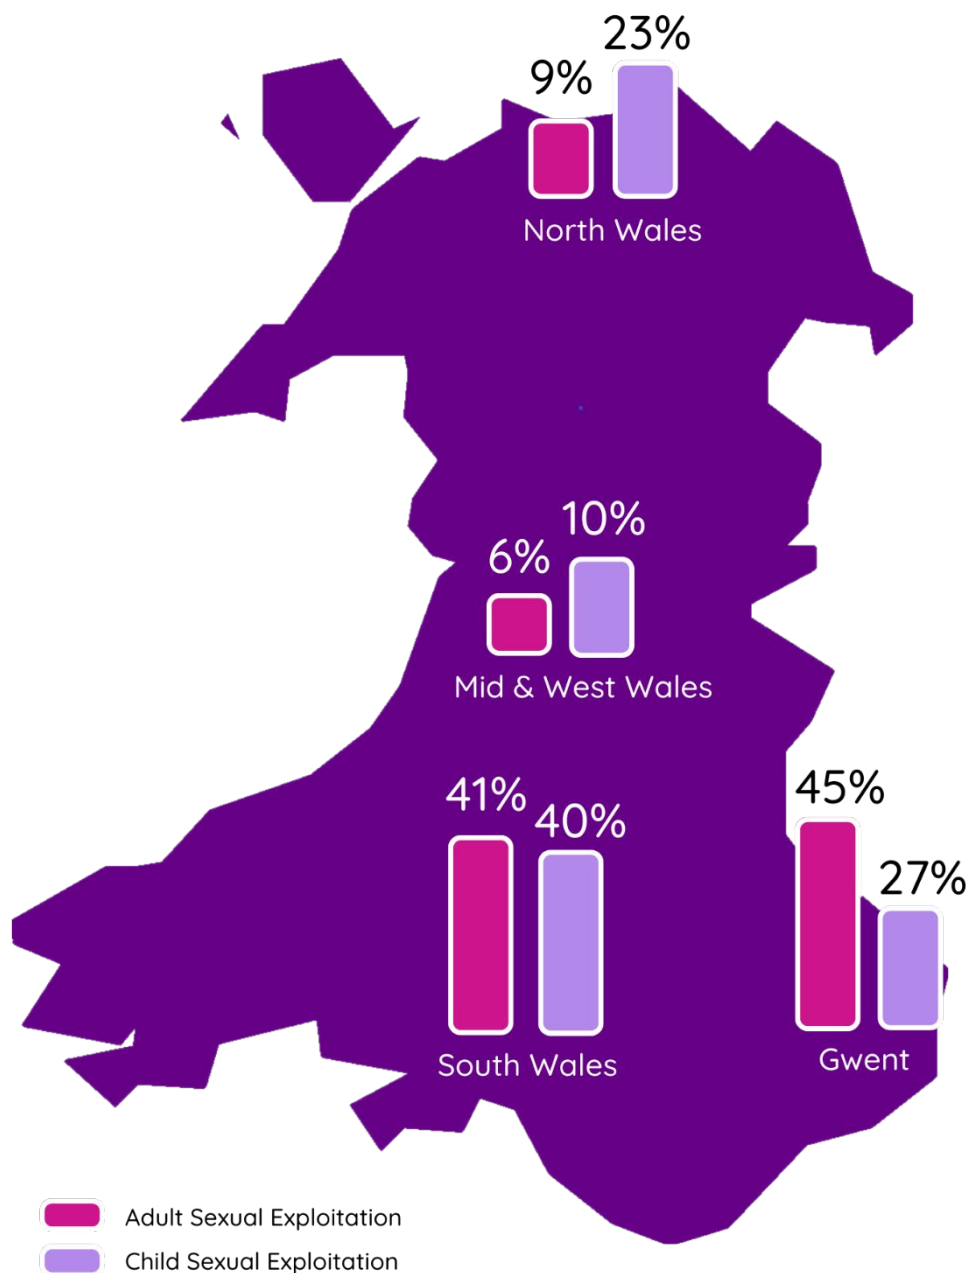 23%
9%
North Wales
10%
6%
Mid & West Wales
41%
40%
South Wales
45%
27%
Gwent
Adult Sexual Exploitation
Child Sexual Exploitation